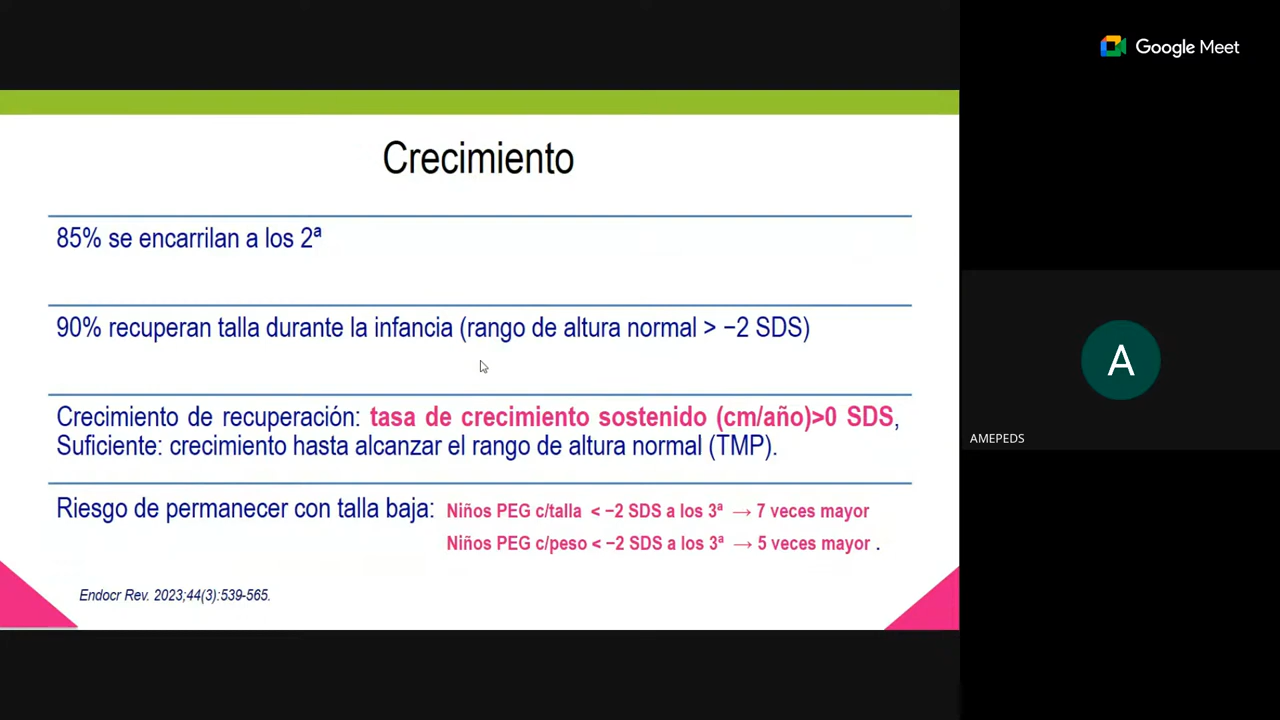 Google Meet
Crecimiento
85% se encarrilan a los 2ª
90% recuperan talla durante la infancia (rango de altura normal > −2 SDS)
Crecimiento de recuperación: tasa de crecimiento sostenido (cm/año)>0 SDS,
Suficiente: crecimiento hasta alcanzar el rango de altura normal (TMP).
Riesgo de permanecer con talla baja: Niños PEG c/talla < −2 SDS a los 3ª → 7 veces mayor
Niños PEG c/peso < −2 SDS a los 3ª → 5 veces mayor .
Endocr Rev. 2023;44(3):539-565.
A
AMEPEDS